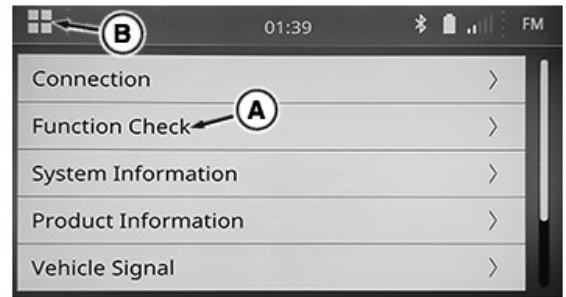 B
01:39
FM
Connection
A
Function Check
System Information
Product Information
Vehicle Signal